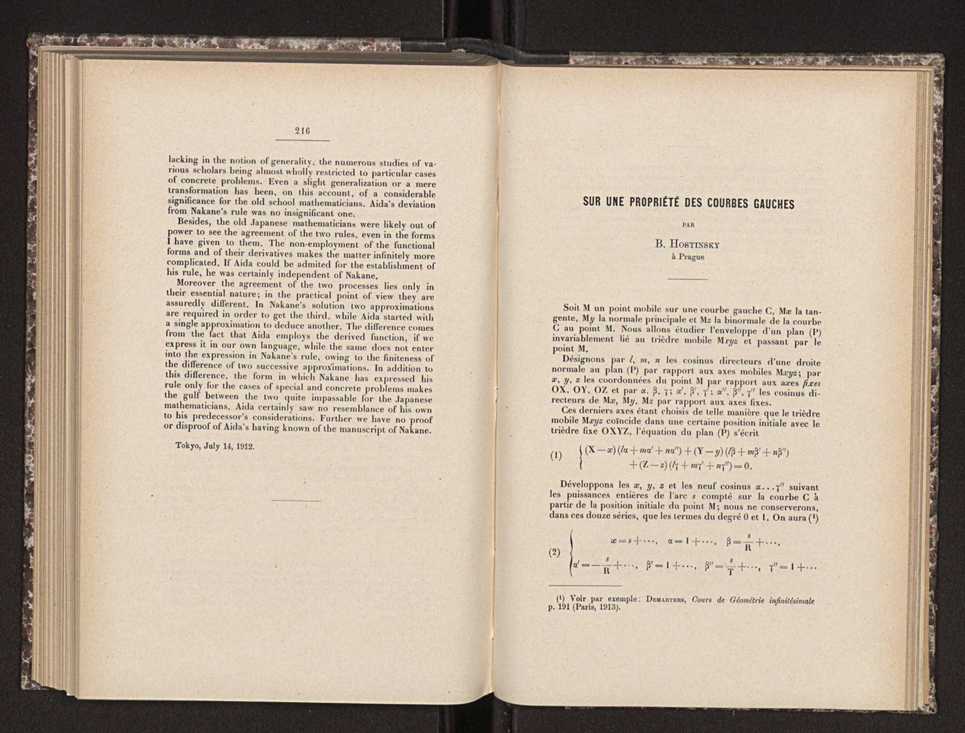 216
lacking in the notion of generality, the numerous studies of va-
rious scholars being almost wholly restricted to particular cases
of concrete problems. Even a slight generalization or a mere
transformation has been, on this account, of a considerable
significance for the old school mathematicians. Aida's deviation
from Nakane's rule was no insignificant one.
Besides, the old Japanese mathematicians were likely out of
power to see the agreement of the two rules, even in the forms
I have given to them. The non-employment of the functional
forms and of their derivatives makes the matter infinitely more
complicated. If Aida could be admited for the establishment of
his rule, he was certainly independent of Nakane.
Moreover the agreement of the two processes lies only in
their essential nature; in the practical point of view they are
assuredly different. In Nakane's solution two approximations
are required in order to get the third, while Aida started with
a single approximation to deduce another. The difference comes
from the fact that Aida employs the derived function, if we
express it in our own language, while the same does not enter
into the expression in Nakane's rule, owing to the finiteness of
the difference of two successive approximations. In addition to
this difference, the form in which Nakane has expressed his
rule only for the cases of special and concrete problems makes
the gulf between the two quite impassable for the Japanese
mathematicians. Aida certainly saw no resemblance of his own
to his predecessor's considerations. Further we have no proof
or disproof of Aida's having known of the manuscript of Nakane.
Tokyo, July 14, 1912.
SUR UNE PROPRIÉTÉ DES COURBES GAUCHES
PAR
B. HOSTINSKY
à Prague
Soit M un point mobile sur une courbe gauche C, Mx la tan-
gente, My la normale principale et Mz la binormale de la courbe
C au point M. Nous allons étudier l'enveloppe d'un plan (P)
invariablement lié au trièdre mobile Mxyz et passant par le
point M.
Désignons par l, m, n les cosinus directeurs d'une droite
normale au plan (P) par rapport aux axes mobiles Mxyz; par
x, y, z les coordonnées du point M par rapport aux axes fixes
OX, OY, OZ et par α, β, γ; α', β', γ'; α'', β'', γ'' les cosinus di-
recteurs de Mx, My, Mz par rapport aux axes fixes.
Ces derniers axes étant choisis de telle manière que le trièdre
mobile Mxyz coïncide dans une certaine position initiale avec le
trièdre fixe OXYZ, l'équation du plan (P) s'écrit
(1) { (X — x)(lα + mα' + nα'') + (Y — y)(lβ + mβ' + nβ'')
+ (Z — z)(lγ + mγ' + nγ'') = 0.
Développons les x, y, z et les neuf cosinus α...γ'' suivant
les puissances entières de l'arc s compté sur la courbe C à
partir de la position initiale du point M; nous ne conserverons,
dans ces douze séries, que les termes du degré 0 et 1. On aura (¹)
(2) { x = s + ···, α = 1 + ···, β = s/R + ···,
α' = — s/R + ···, β' = 1 + ···, β'' = s/T + ···, γ'' = 1 + ···
(¹) Voir par exemple: DEMARTRES, Cours de Géométrie infinitésimale
p. 191 (Paris, 1913).